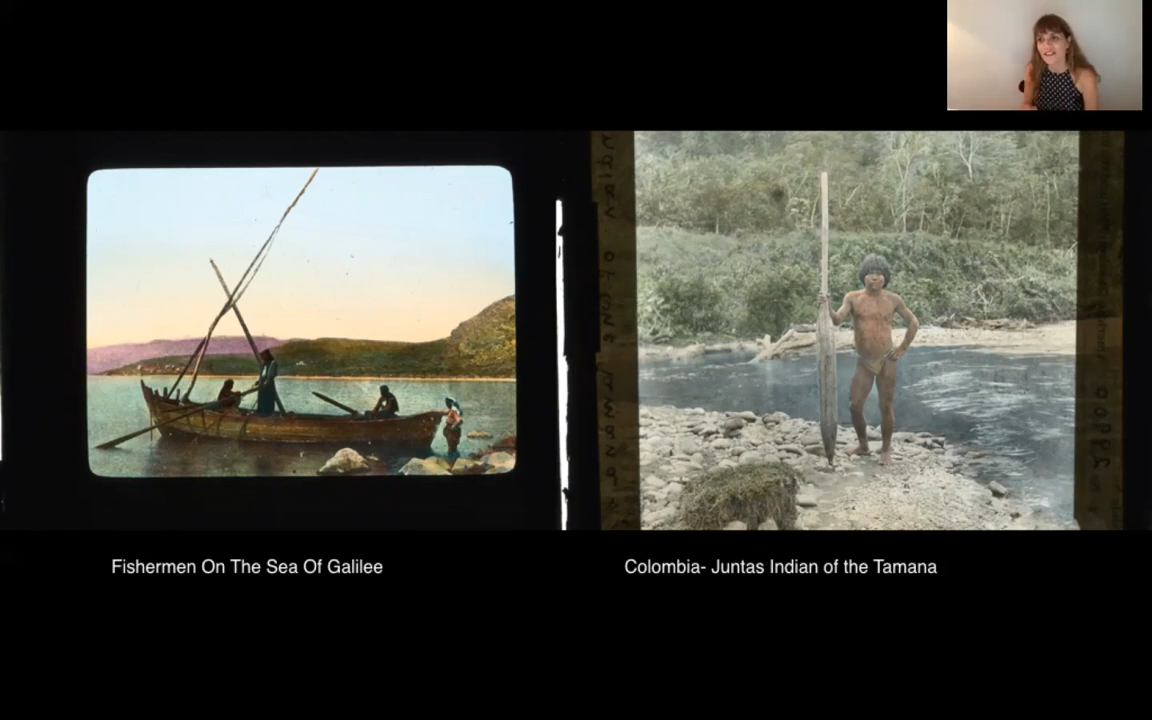 Fishermen On The Sea Of Galilee
Colombia- Juntas Indian of the Tamana